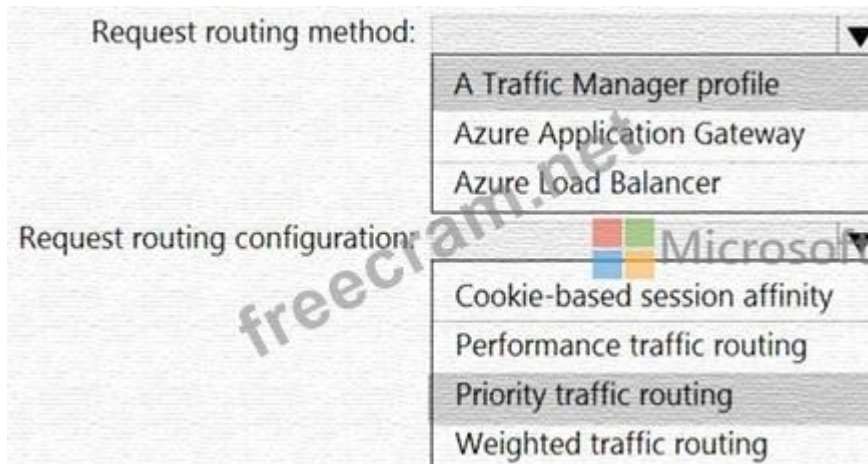 Request routing method:
A Traffic Manager profile
Azure Application Gateway
Azure Load Balancer
Request routing configuration:
Microsoft
Cookie-based session affinity
Performance traffic routing
Priority traffic routing
Weighted traffic routing
freecram.net